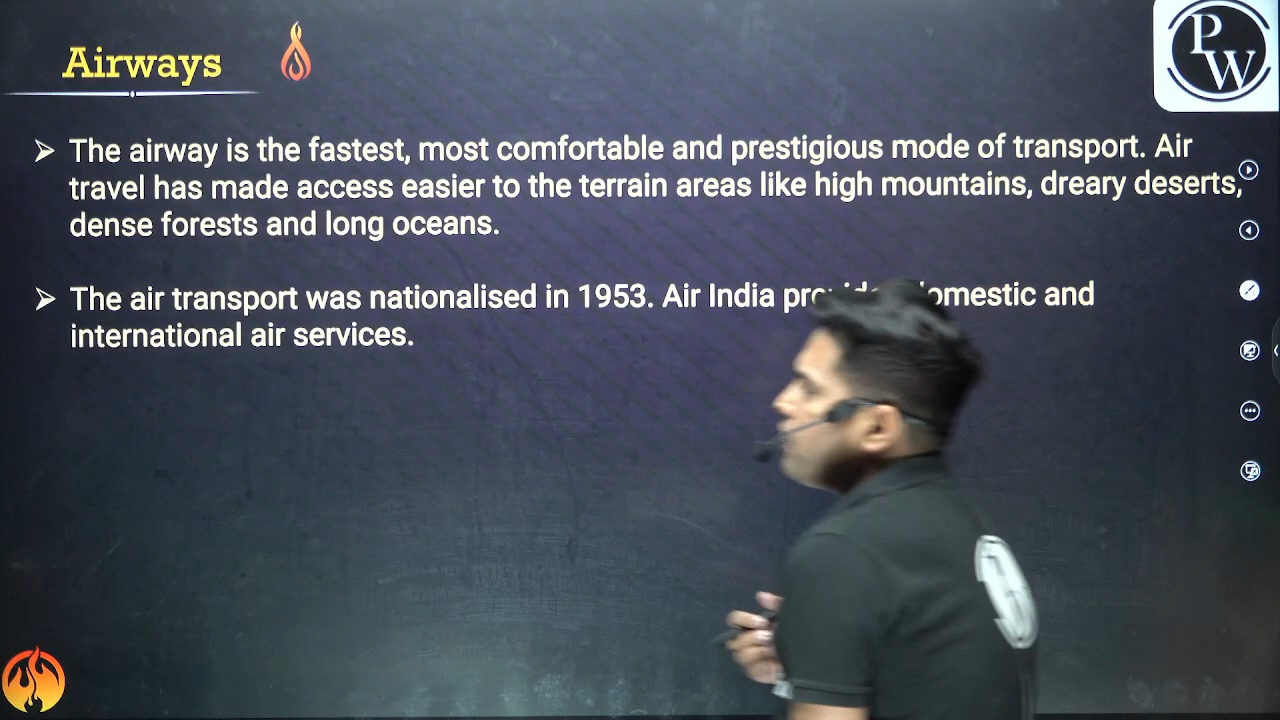 Airways
PW
The airway is the fastest, most comfortable and prestigious mode of transport. Air
travel has made access easier to the terrain areas like high mountains, dreary deserts,
dense forests and long oceans.
The air transport was nationalised in 1953. Air India domestic and
international air services.